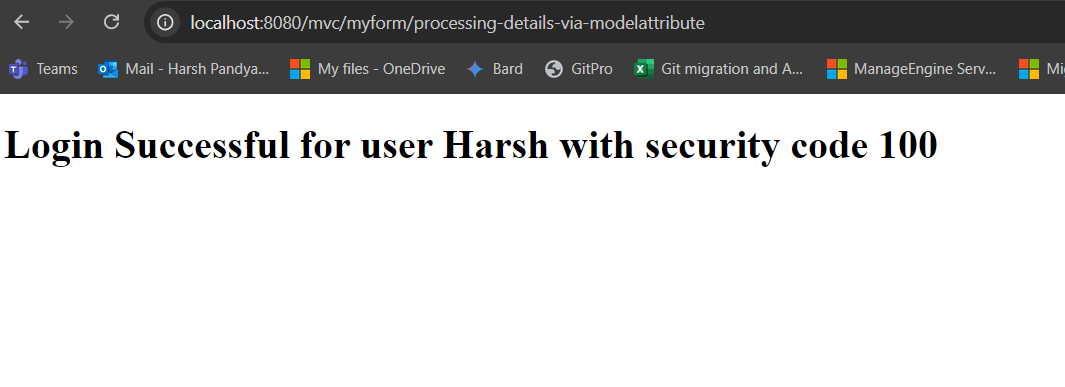 localhost:8080/mvc/myform/processing-details-via-modelattribute
Teams Mail - Harsh Pandya... My files - OneDrive Bard GitPro Git migration and A... ManageEngine Serv... Mi
Login Successful for user Harsh with security code 100